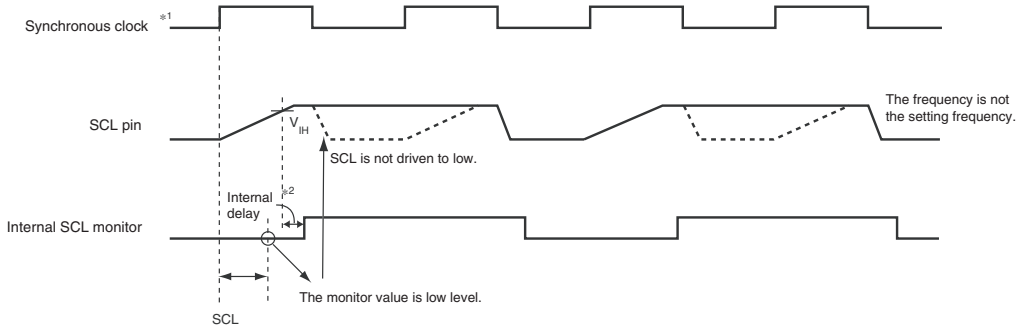 Synchronous clock *1
SCL pin
VIH
The frequency is not
the setting frequency.
SCL is not driven to low.
Internal *2
delay
Internal SCL monitor
The monitor value is low level.
SCL